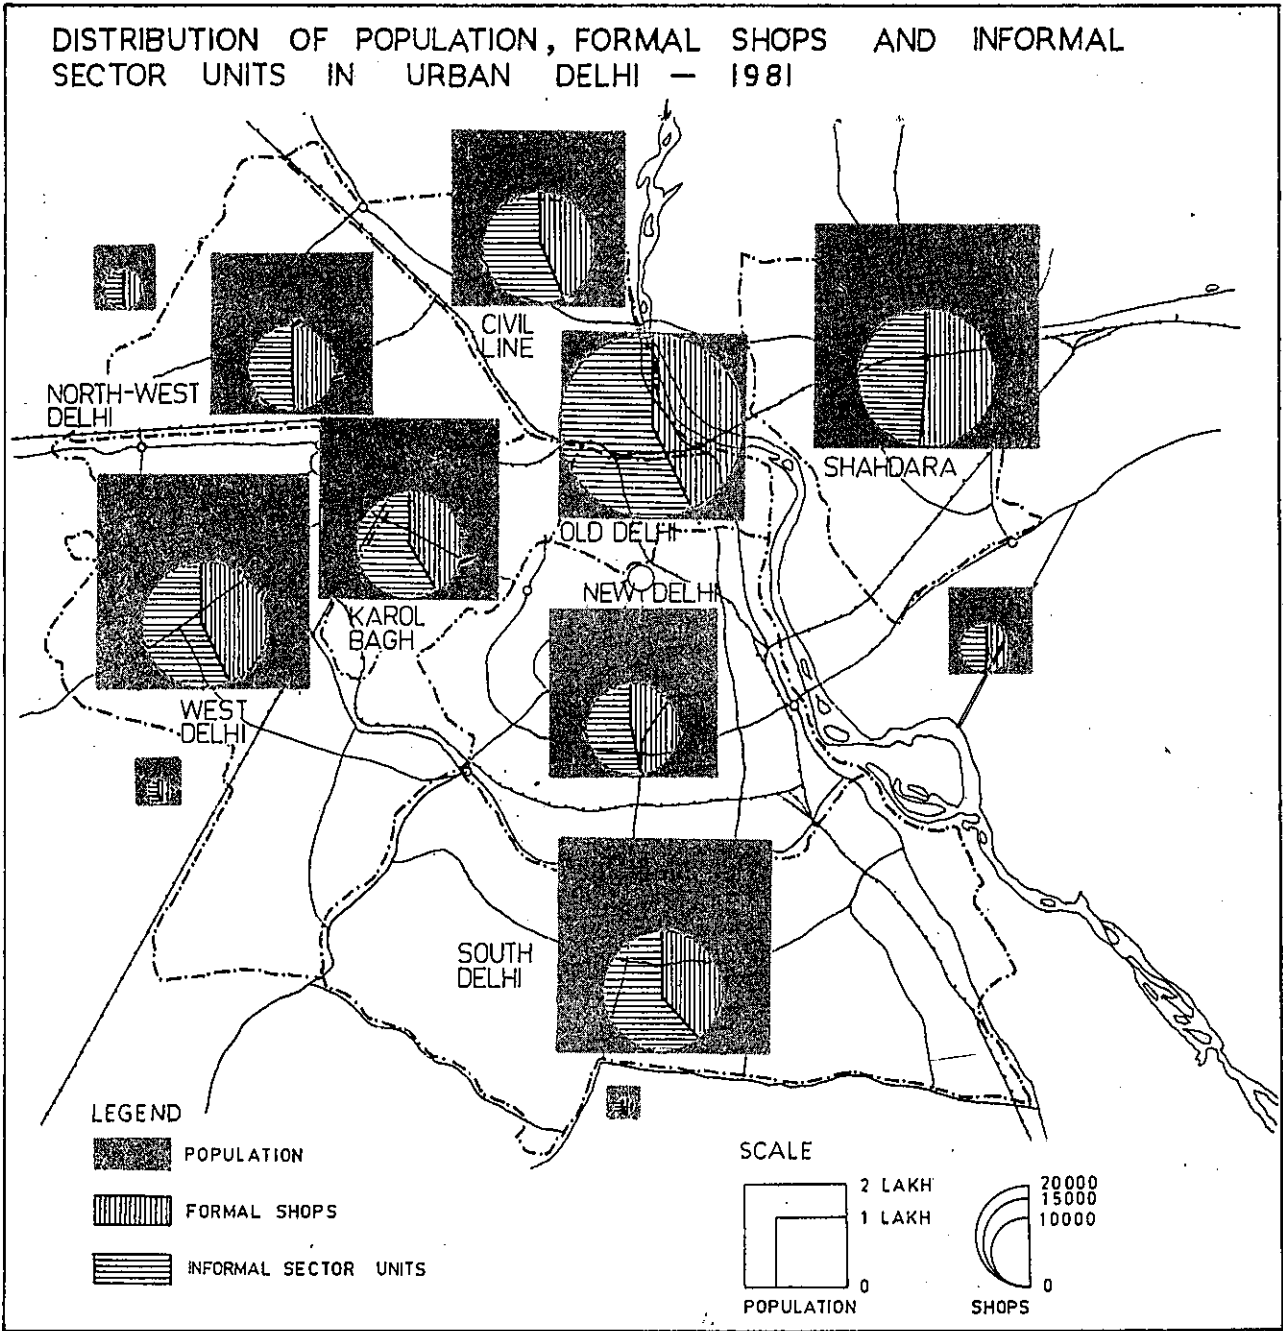 DISTRIBUTION OF POPULATION, FORMAL SHOPS AND INFORMAL
SECTOR UNITS IN URBAN DELHI — 1981
CIVIL
LINE
NORTH-WEST
DELHI
SHAHDARA
OLD DELHI
NEW DELHI
KAROL
BAGH
WEST
DELHI
SOUTH
DELHI
LEGEND
POPULATION
FORMAL SHOPS
INFORMAL SECTOR UNITS
SCALE
2 LAKH
1 LAKH
0
POPULATION
20000
15000
10000
0
SHOPS